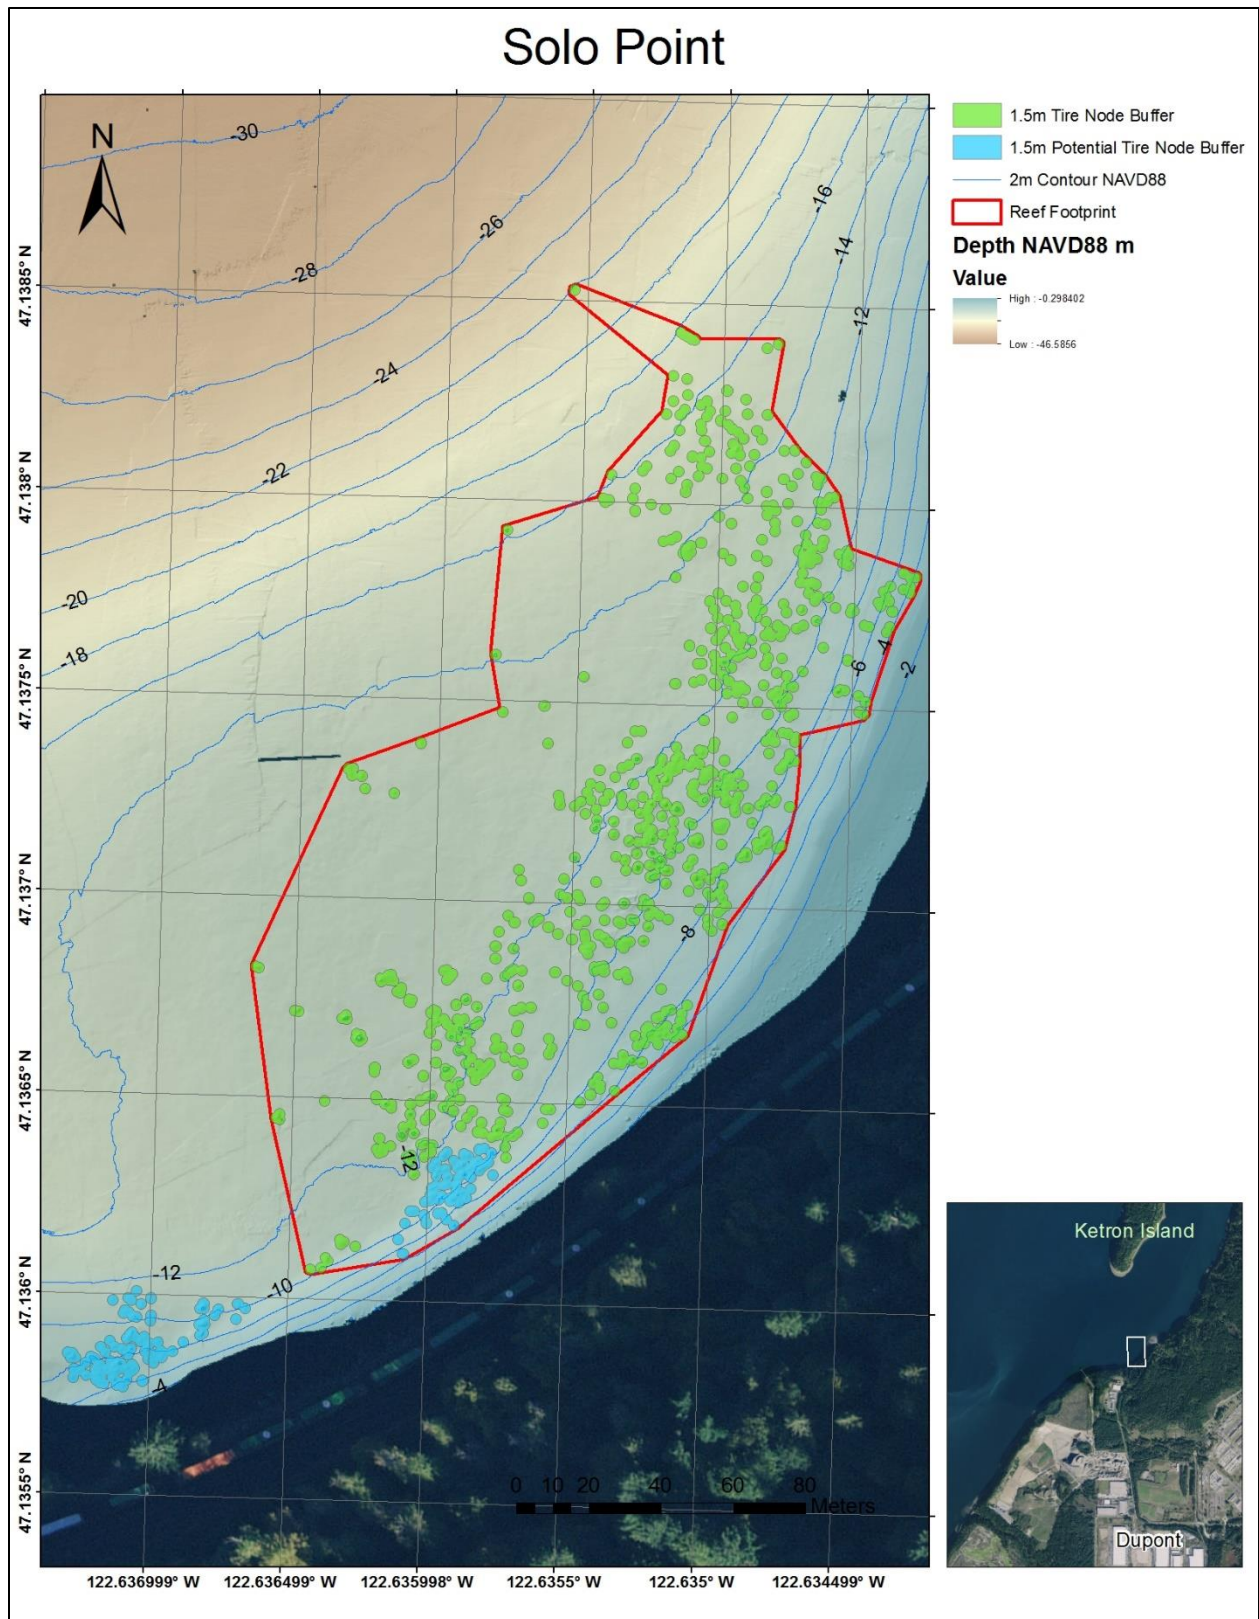 Solo Point
N
-30
-26
-28
-24
-22
-20
-18
-16
-14
-12
-6
-4
-2
-8
-12
-12
-10
-4
47.1385° N
47.138° N
47.1375° N
47.137° N
47.1365° N
47.136° N
47.1355° N
0 10 20 40 60 80
Meters
122.636999° W 122.636499° W 122.635998° W 122.6355° W 122.635° W 122.634499° W
1.5m Tire Node Buffer
1.5m Potential Tire Node Buffer
2m Contour NAVD88
Reef Footprint
Depth NAVD88 m
Value
High : -0.298402
Low : -46.5856
Ketron Island
Dupont